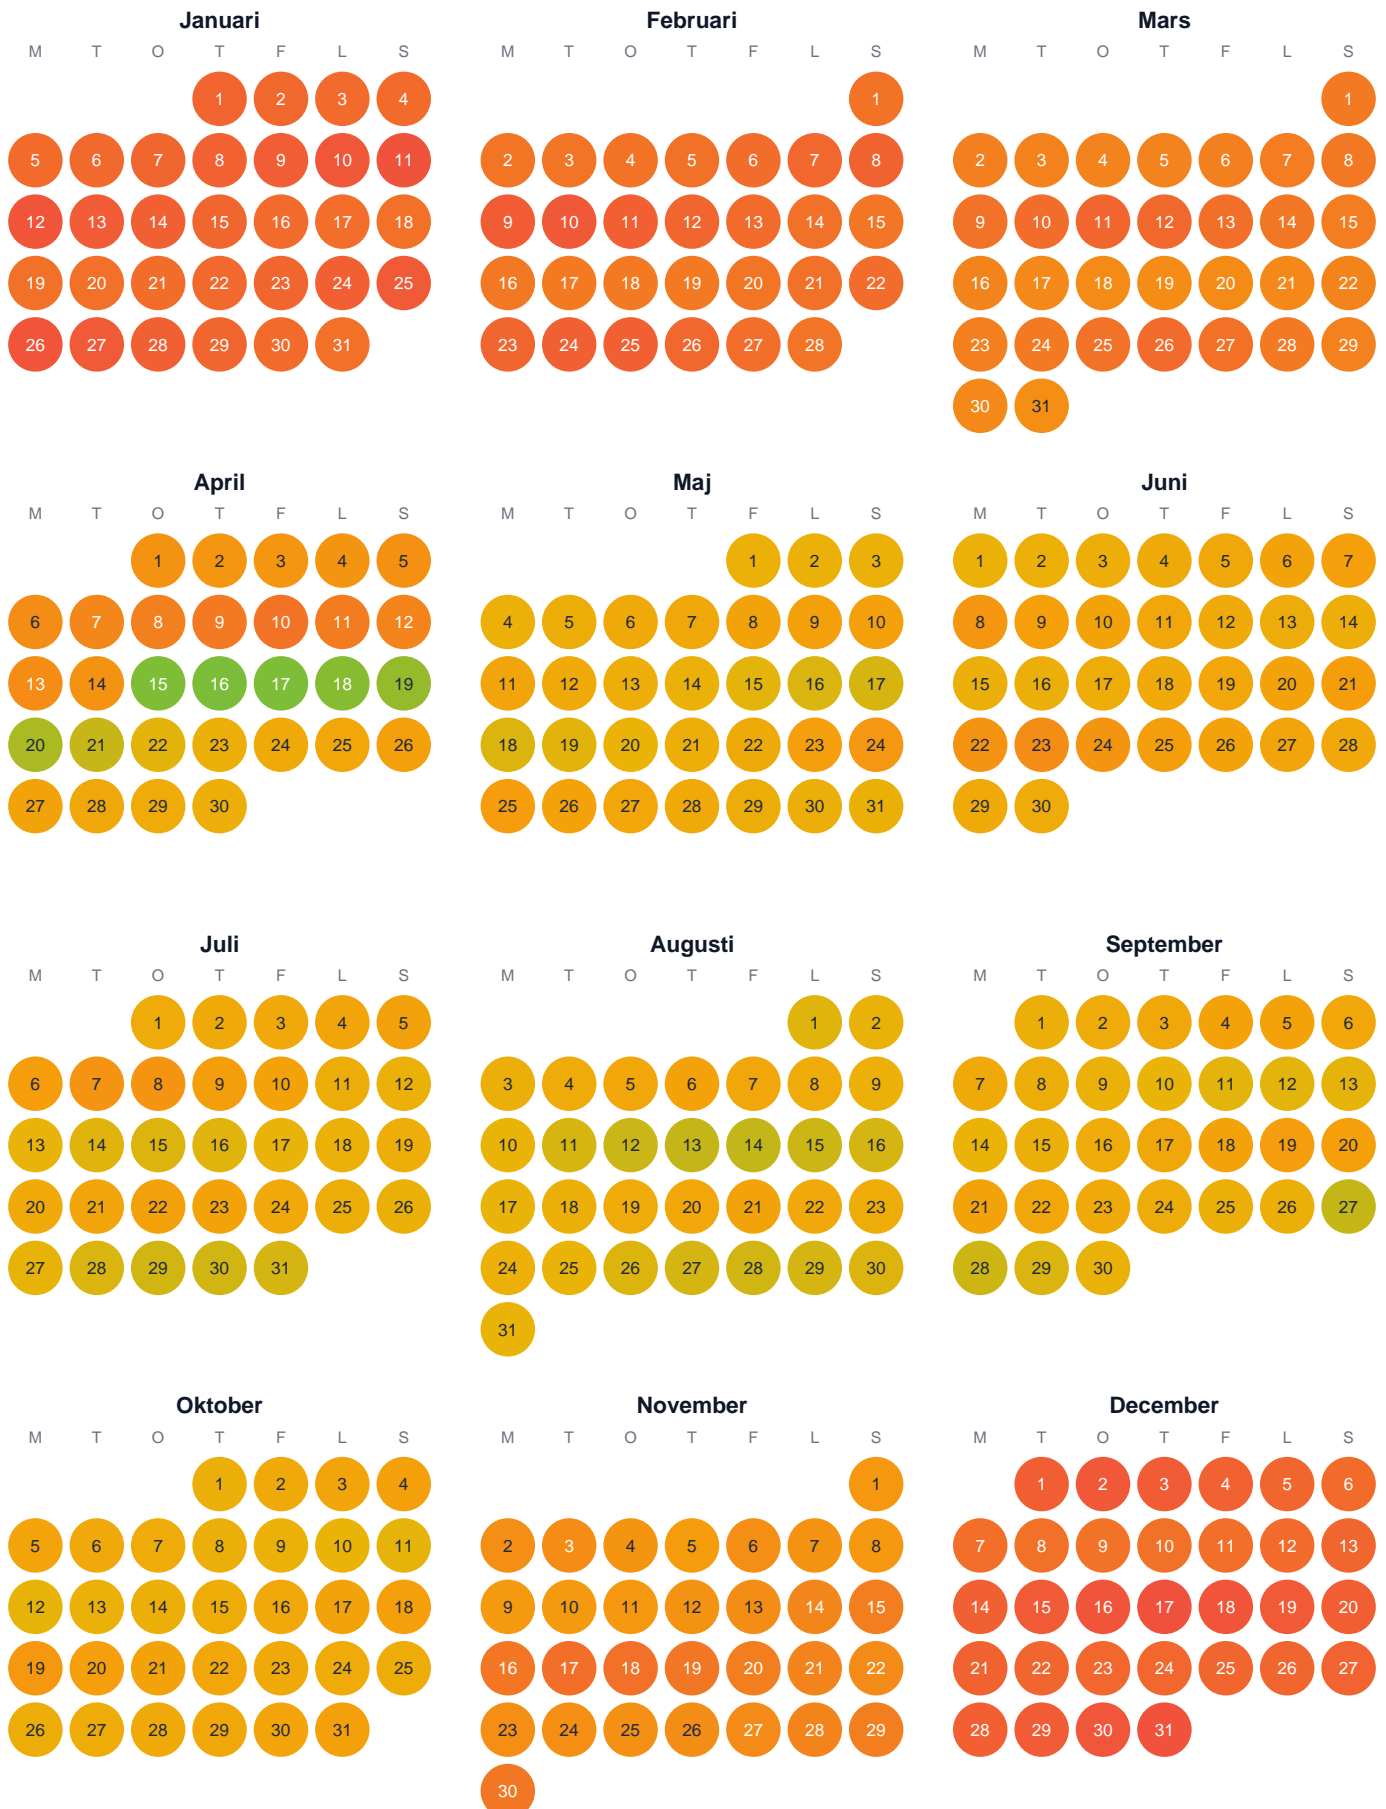 Januari Februari Mars
M T O T F L S M T O T F L S M T O T F L S
1 2 3 4 1 1
5 6 7 8 9 10 11 2 3 4 5 6 7 8 2 3 4 5 6 7 8
12 13 14 15 16 17 18 9 10 11 12 13 14 15 9 10 11 12 13 14 15
19 20 21 22 23 24 25 16 17 18 19 20 21 22 16 17 18 19 20 21 22
26 27 28 29 30 31 23 24 25 26 27 28 23 24 25 26 27 28 29
30 31
April Maj Juni
M T O T F L S M T O T F L S M T O T F L S
1 2 3 4 5 1 2 3 1 2 3 4 5 6 7
6 7 8 9 10 11 12 4 5 6 7 8 9 10 8 9 10 11 12 13 14
13 14 15 16 17 18 19 11 12 13 14 15 16 17 15 16 17 18 19 20 21
20 21 22 23 24 25 26 18 19 20 21 22 23 24 22 23 24 25 26 27 28
27 28 29 30 25 26 27 28 29 30 31 29 30
Juli Augusti September
M T O T F L S M T O T F L S M T O T F L S
1 2 3 4 5 1 2 1 2 3 4 5 6
6 7 8 9 10 11 12 3 4 5 6 7 8 9 7 8 9 10 11 12 13
13 14 15 16 17 18 19 10 11 12 13 14 15 16 14 15 16 17 18 19 20
20 21 22 23 24 25 26 17 18 19 20 21 22 23 21 22 23 24 25 26 27
27 28 29 30 31 24 25 26 27 28 29 30 28 29 30
31
Oktober November December
M T O T F L S M T O T F L S M T O T F L S
1 2 3 4 1 1 2 3 4 5 6
5 6 7 8 9 10 11 2 3 4 5 6 7 8 7 8 9 10 11 12 13
12 13 14 15 16 17 18 9 10 11 12 13 14 15 14 15 16 17 18 19 20
19 20 21 22 23 24 25 16 17 18 19 20 21 22 21 22 23 24 25 26 27
26 27 28 29 30 31 23 24 25 26 27 28 29 28 29 30 31
30